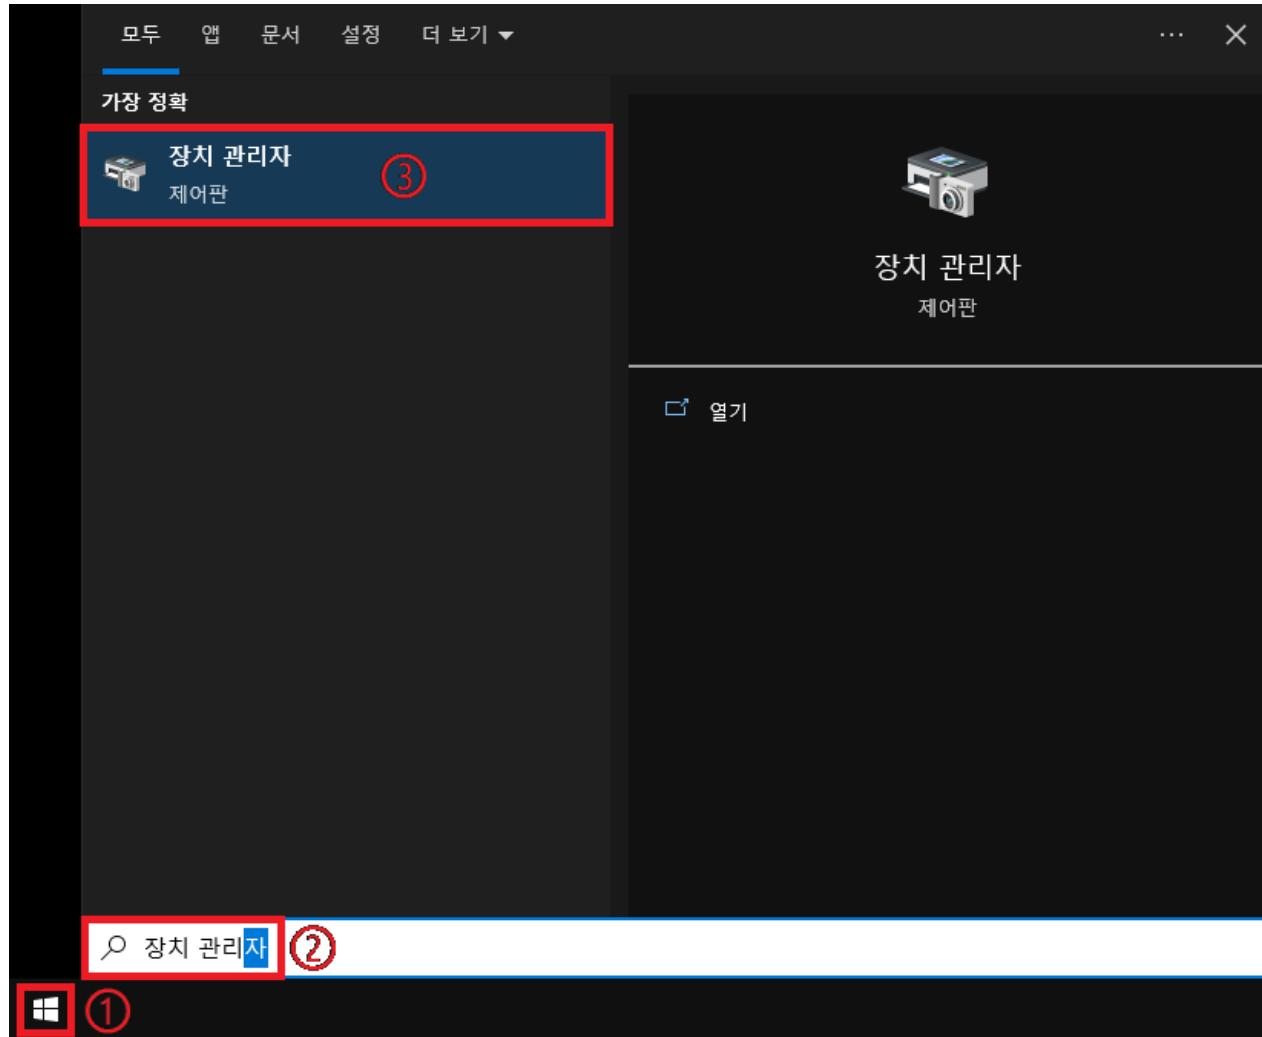 모두 앱 문서 설정 더 보기
가장 정확
장치 관리자
제어판
③
장치 관리자
제어판
열기
장치 관리자
②
①